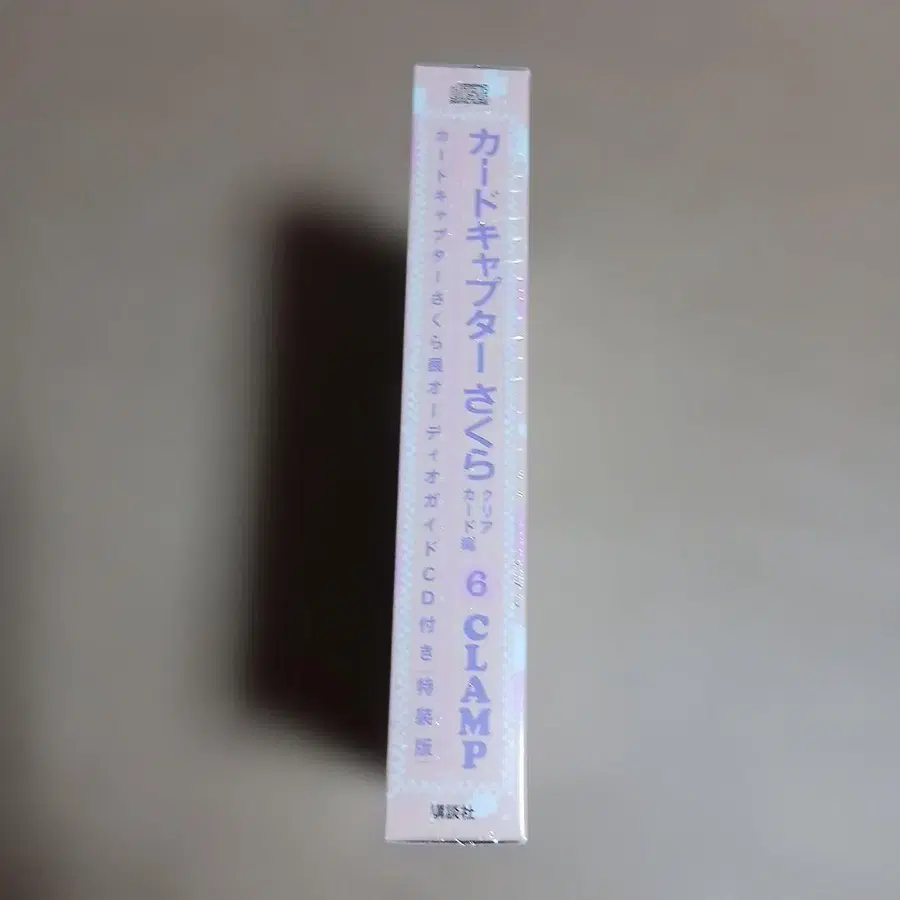 カードキャプターさくら
クリア
カード編
6
CLAMP
カードキャプターさくら展オーディオガイドCD付き 特装版
講談社